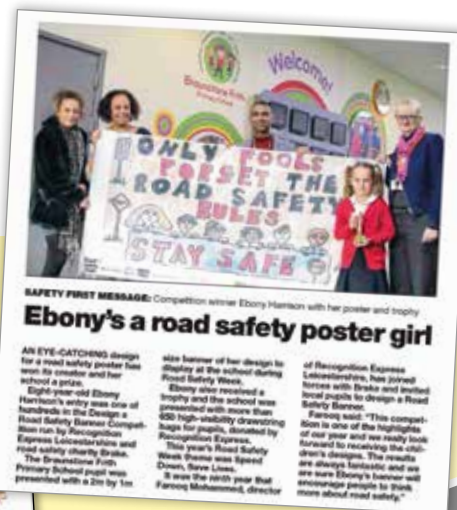 Braunstone Frith
Primary School
Welcome!
ONLY FOOLS
FORGET THE
ROAD SAFETY
RULES
STAY SAFE
SAFETY FIRST MESSAGE: Competition winner Ebony Harrison with her poster and trophy
Ebony's a road safety poster girl
AN EYE-CATCHING design
for a road safety poster has
won its creator and her
school a prize.
Eight-year-old Ebony
Harrison's entry was one of
hundreds in the Design a
Road Safety Banner Compet-
ition run by Recognition
Express Leicestershire and
road safety charity Brake.
The Braunstone Frith
Primary School pupil was
presented with a 2m by 1m
size banner of her design to
display at the school during
Road Safety Week.
Ebony also received a
trophy and the school was
presented with more than
450 high-visibility drawstring
bags for pupils, donated by
Recognition Express.
This year's Road Safety
Week theme was Speed
Down, Save Lives.
It was the ninth year that
Farooq Mohammed, director
of Recognition Express
Leicestershire, has joined
forces with Brake and invited
local pupils to design a Road
Safety Banner.
Farooq said: "This compet-
ition is one of the highlights
of our year and we really look
forward to receiving the chil-
dren's designs. The results
are always fantastic and we
are sure Ebony's banner will
encourage people to think
more about road safety."